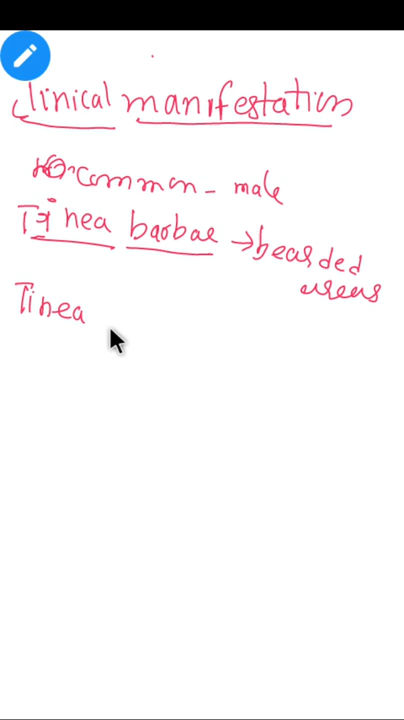 Clinical manifestation
common - male
Tinea barbae → bearded
areas
Tinea